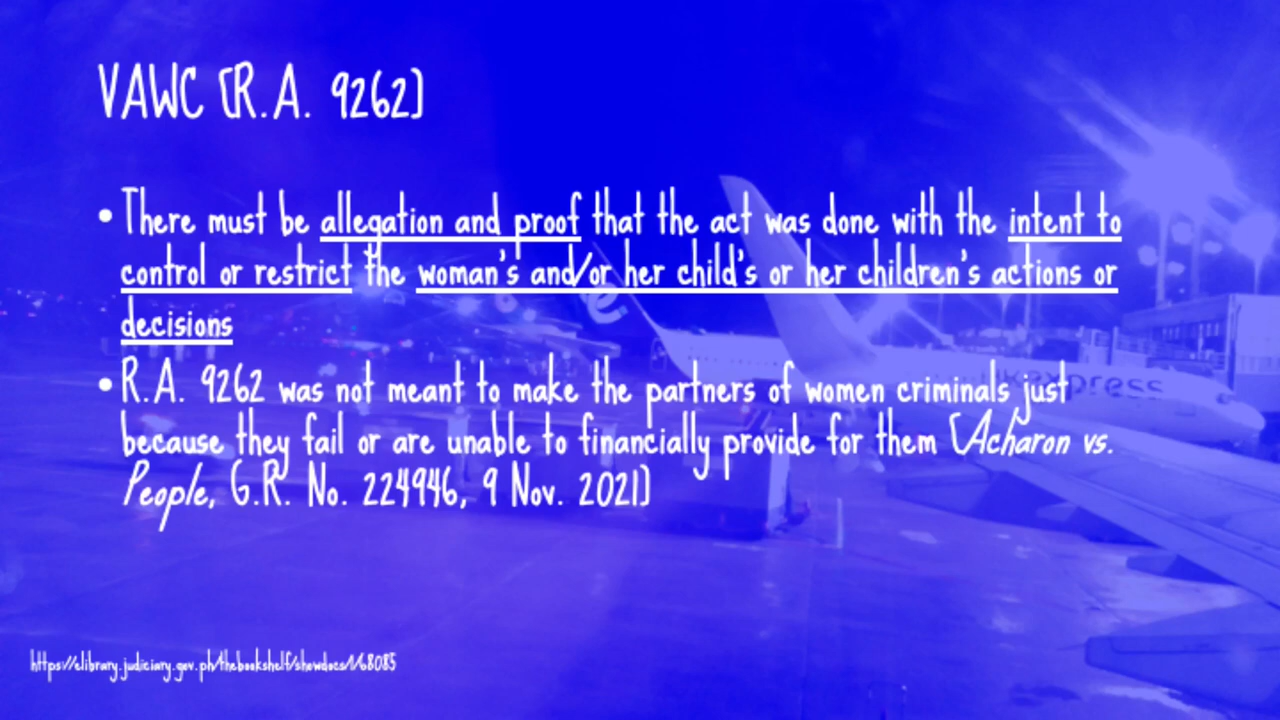 VAWC (R.A. 9262)
• There must be allegation and proof that the act was done with the intent to
control or restrict the woman's and/or her child's or her children's actions or
decisions
• R.A. 9262 was not meant to make the partners of women criminals just
because they fail or are unable to financially provide for them (Acharon vs.
People, G.R. No. 224946, 9 Nov. 2021)
https://elibrary.judiciary.gov.ph/thebookshelf/showdocs/1/68085